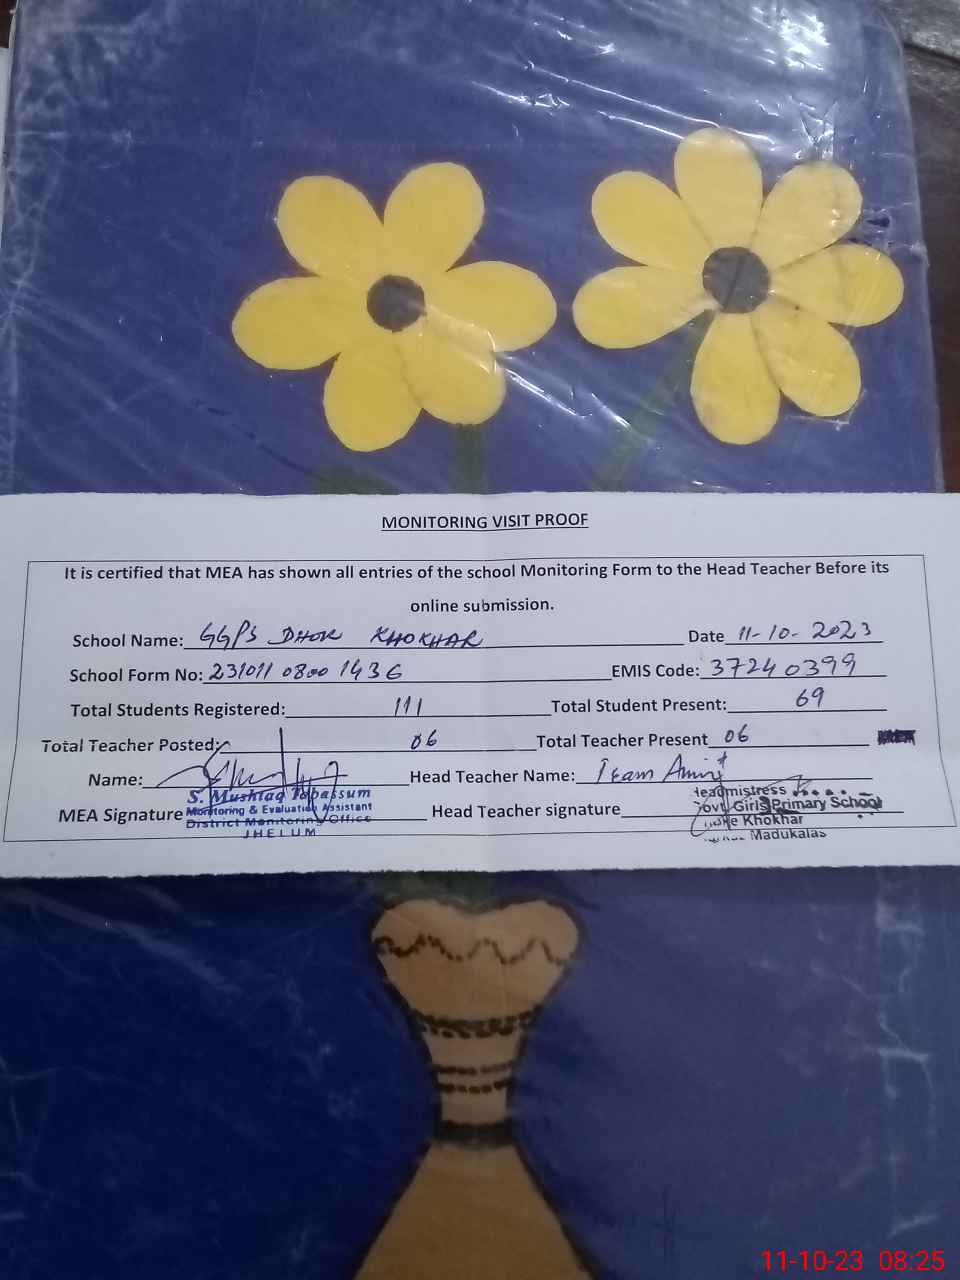 MONITORING VISIT PROOF
It is certified that MEA has shown all entries of the school Monitoring Form to the Head Teacher Before its
online submission.
School Name: GGPS DHOK KHOKHAR Date 11-10-2023
School Form No: 231011 0800 1436 EMIS Code: 37240399
Total Students Registered: 111 Total Student Present: 69
Total Teacher Posted: 06 Total Teacher Present 06
Name: Head Teacher Name:
MEA Signature Head Teacher signature
S. Mushtaq Tabassum
Monitoring & Evaluation Assistant
District Monitoring Office
JHELUM
Headmistress
Govt Girls Primary School
Khokhar
Madukalas
11-10-23 08:25